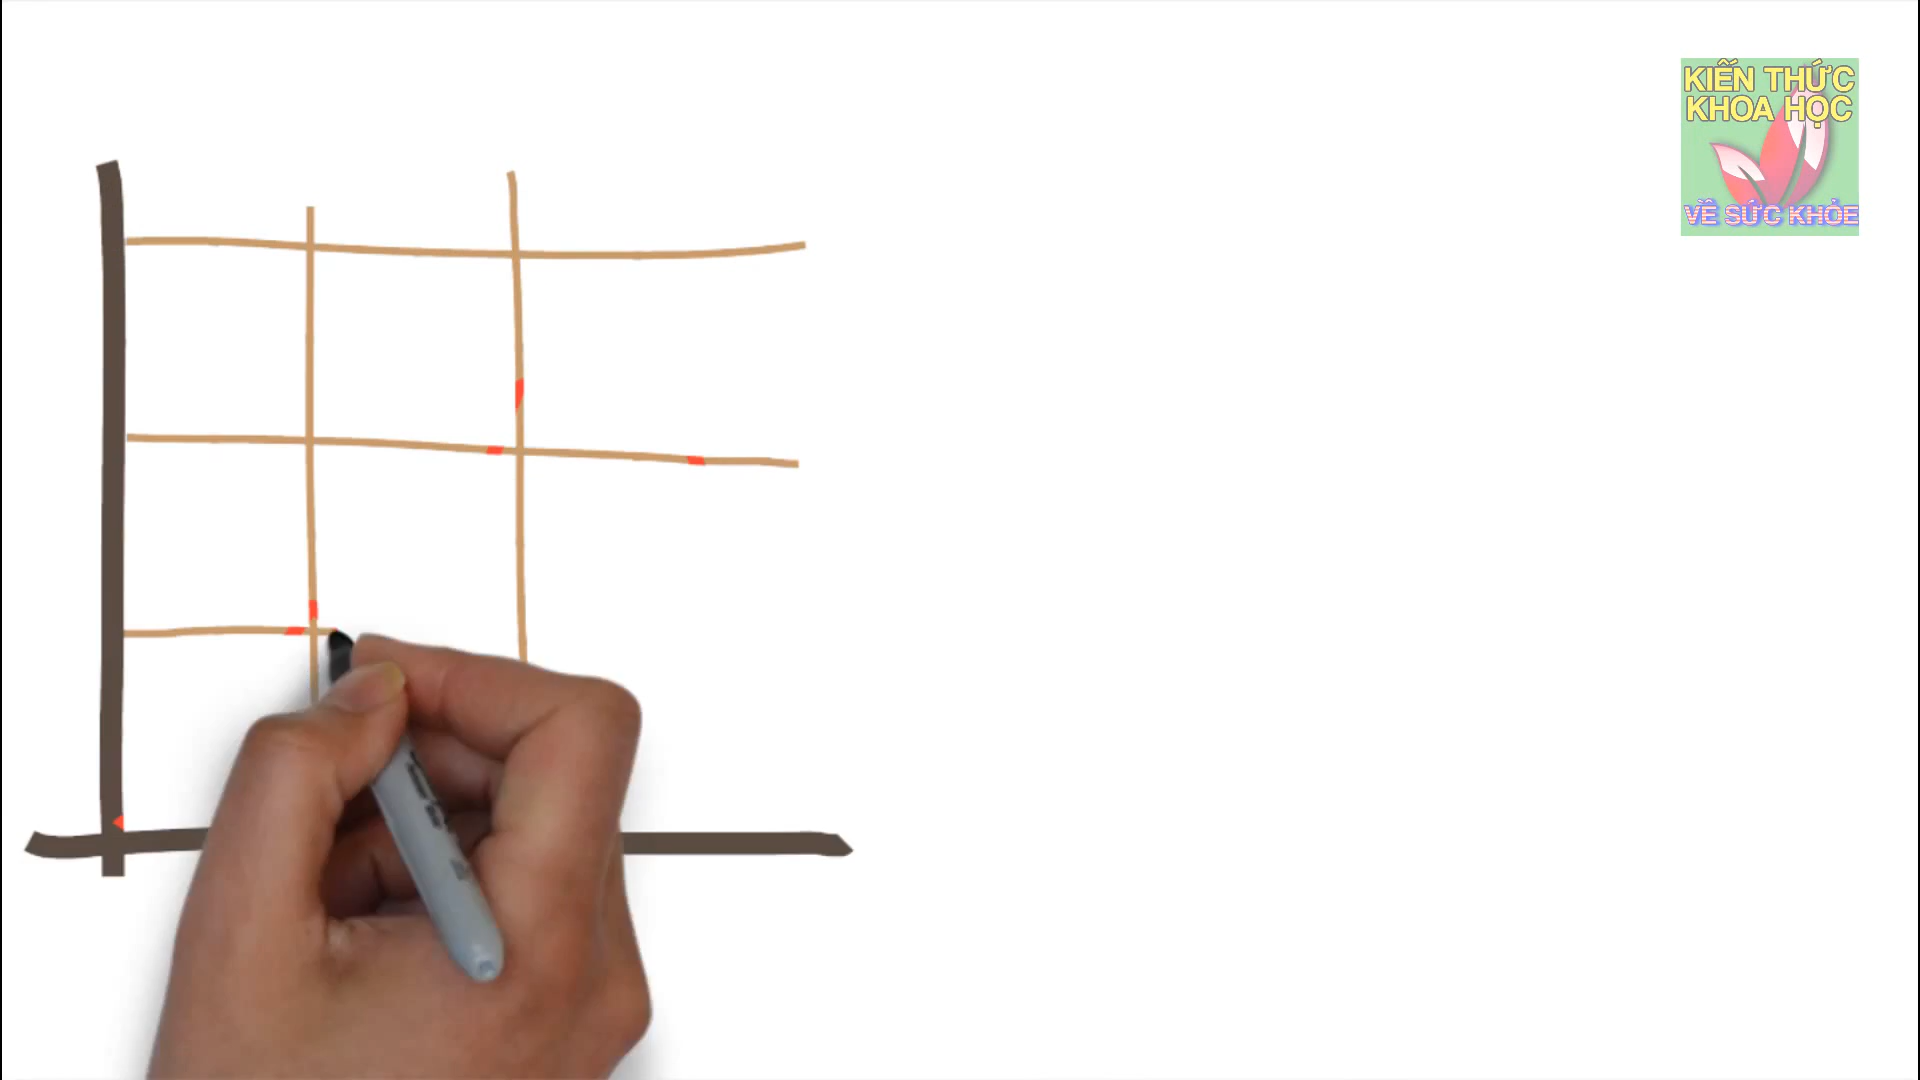 KIẾN THỨC
KHOA HỌC
VỀ SỨC KHỎE